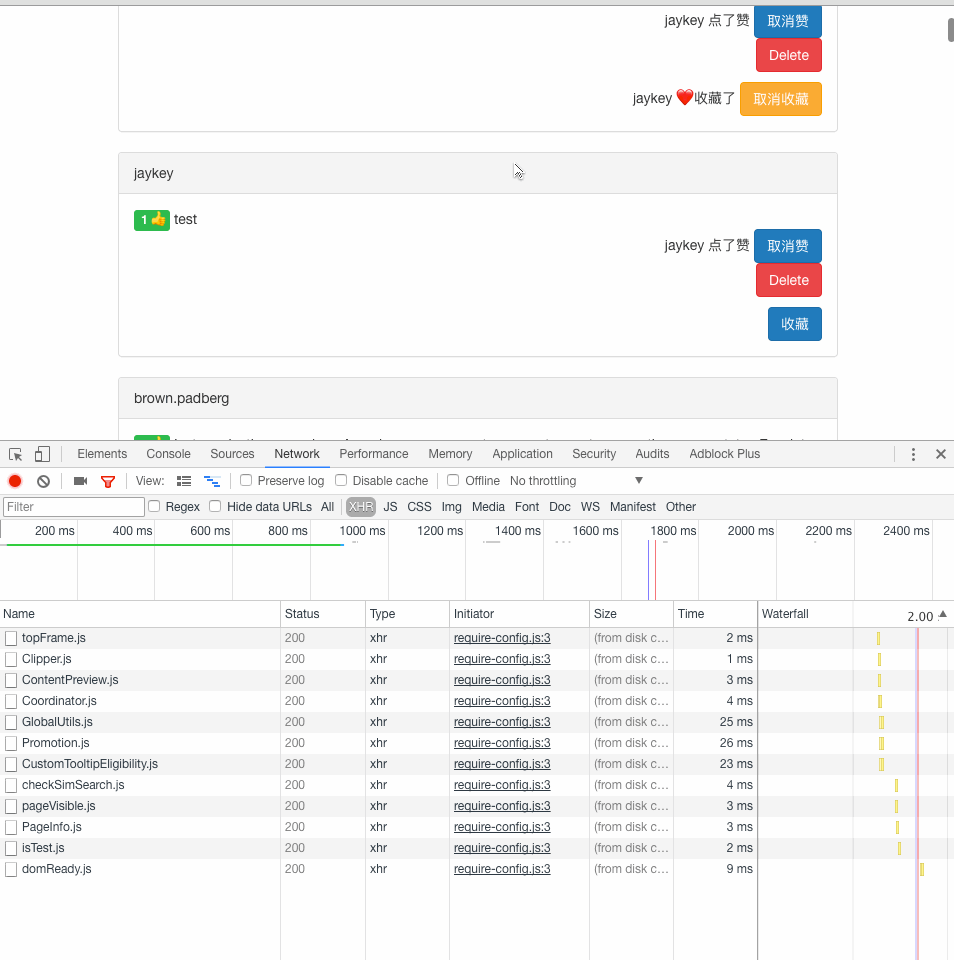 jaykey 点了赞 取消赞
Delete
jaykey ❤️收藏了 取消收藏
jaykey
1 👍 test
jaykey 点了赞 取消赞
Delete
收藏
brown.padberg
Elements Console Sources Network Performance Memory Application Security Audits Adblock Plus
View: Preserve log Disable cache Offline No throttling
Filter Regex Hide data URLs All XHR JS CSS Img Media Font Doc WS Manifest Other
200 ms 400 ms 600 ms 800 ms 1000 ms 1200 ms 1400 ms 1600 ms 1800 ms 2000 ms 2200 ms 2400 ms
Name Status Type Initiator Size Time Waterfall 2.00
topFrame.js 200 xhr require-config.js:3 (from disk c… 2 ms
Clipper.js 200 xhr require-config.js:3 (from disk c… 1 ms
ContentPreview.js 200 xhr require-config.js:3 (from disk c… 3 ms
Coordinator.js 200 xhr require-config.js:3 (from disk c… 4 ms
GlobalUtils.js 200 xhr require-config.js:3 (from disk c… 25 ms
Promotion.js 200 xhr require-config.js:3 (from disk c… 26 ms
CustomTooltipEligibility.js 200 xhr require-config.js:3 (from disk c… 23 ms
checkSimSearch.js 200 xhr require-config.js:3 (from disk c… 4 ms
pageVisible.js 200 xhr require-config.js:3 (from disk c… 3 ms
PageInfo.js 200 xhr require-config.js:3 (from disk c… 3 ms
isTest.js 200 xhr require-config.js:3 (from disk c… 2 ms
domReady.js 200 xhr require-config.js:3 (from disk c… 9 ms